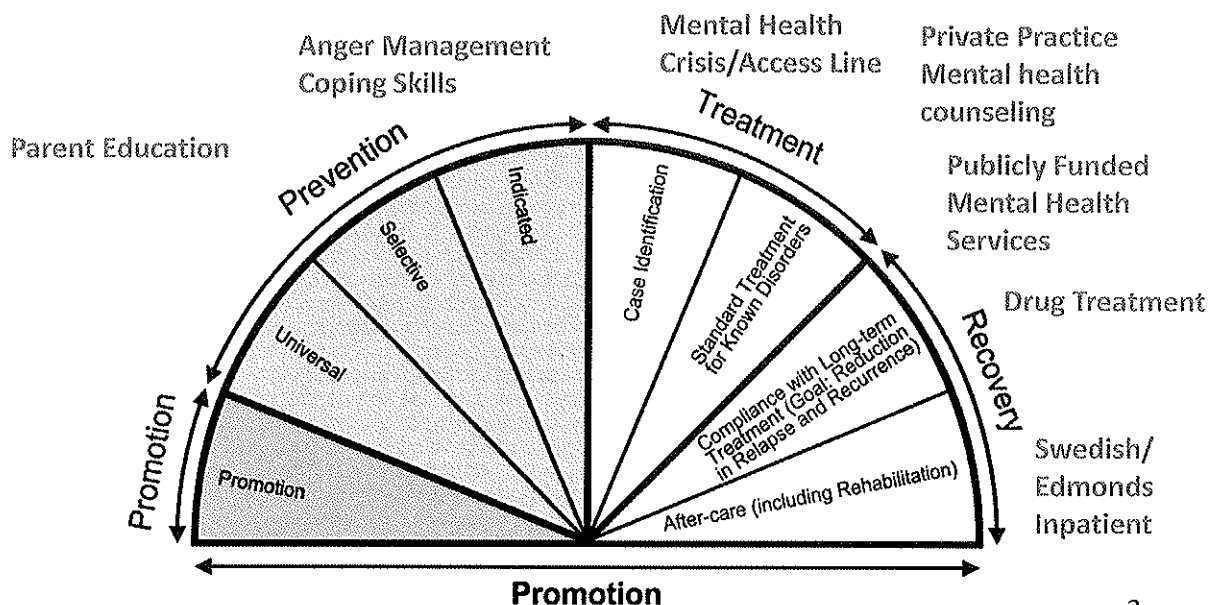 Anger Management
Coping Skills
Mental Health
Crisis/Access Line
Private Practice
Mental health
counseling
Parent Education
Prevention
Treatment
Publicly Funded
Mental Health
Services
Drug Treatment
Recovery
Swedish/
Edmonds
Inpatient
Promotion
Promotion
Universal
Selective
Indicated
Case Identification
Standard Treatment
for Known Disorders
Compliance with Long-term
Treatment (Goal: Reduction
in Relapse and Recurrence)
After-care (including Rehabilitation)
Promotion